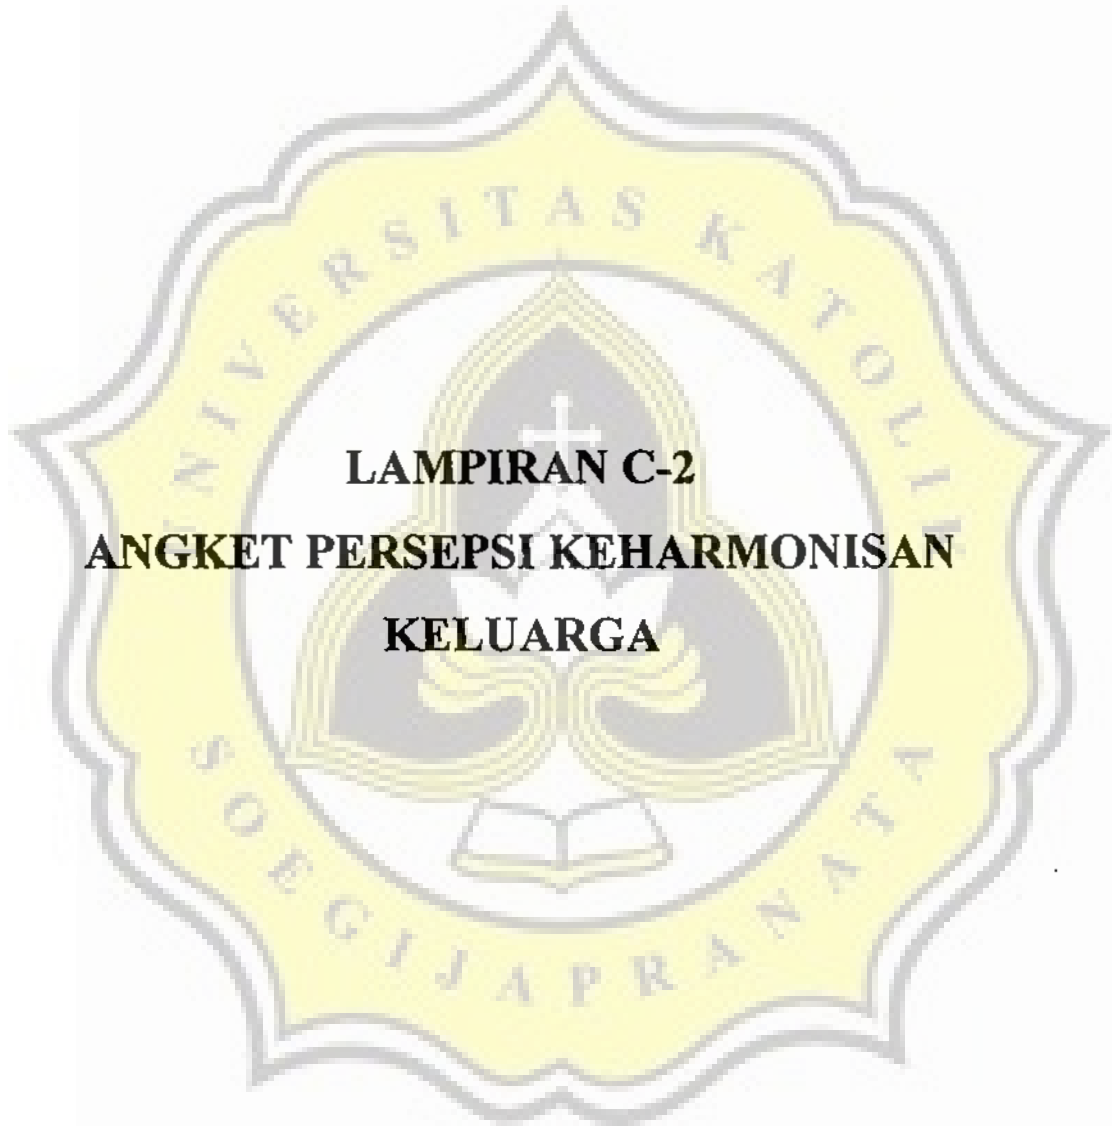 UNIVERSITAS KATOLIK
LAMPIRAN C-2
ANGKET PERSEPSI KEHARMONISAN
KELUARGA
SOEGIJAPRANATA